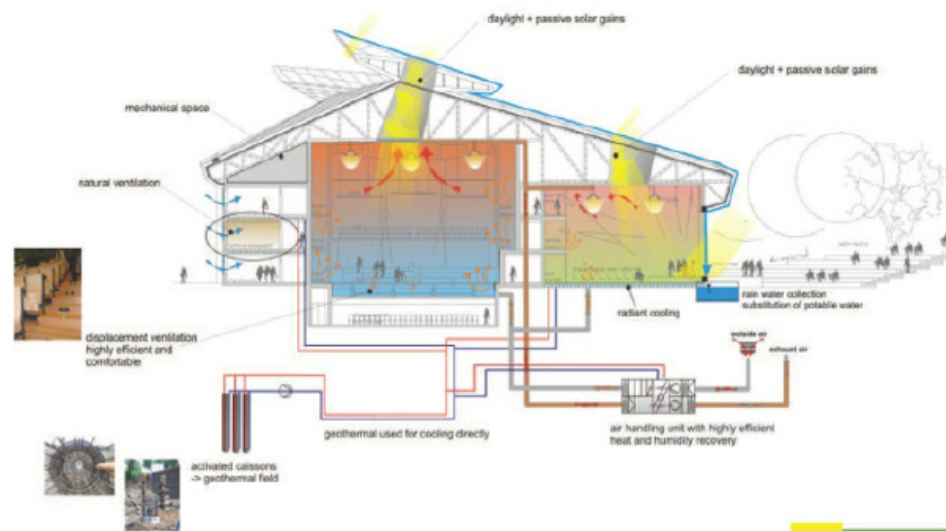 daylight + passive solar gains
daylight + passive solar gains
mechanical space
natural ventilation
displacement ventilation
highly efficient and
comfortable
radiant cooling
rain water collection
substitution of potable water
outside air
exhaust air
air handling unit with highly efficient
heat and humidity recovery
geothermal used for cooling directly
activated caissons
-> geothermal field